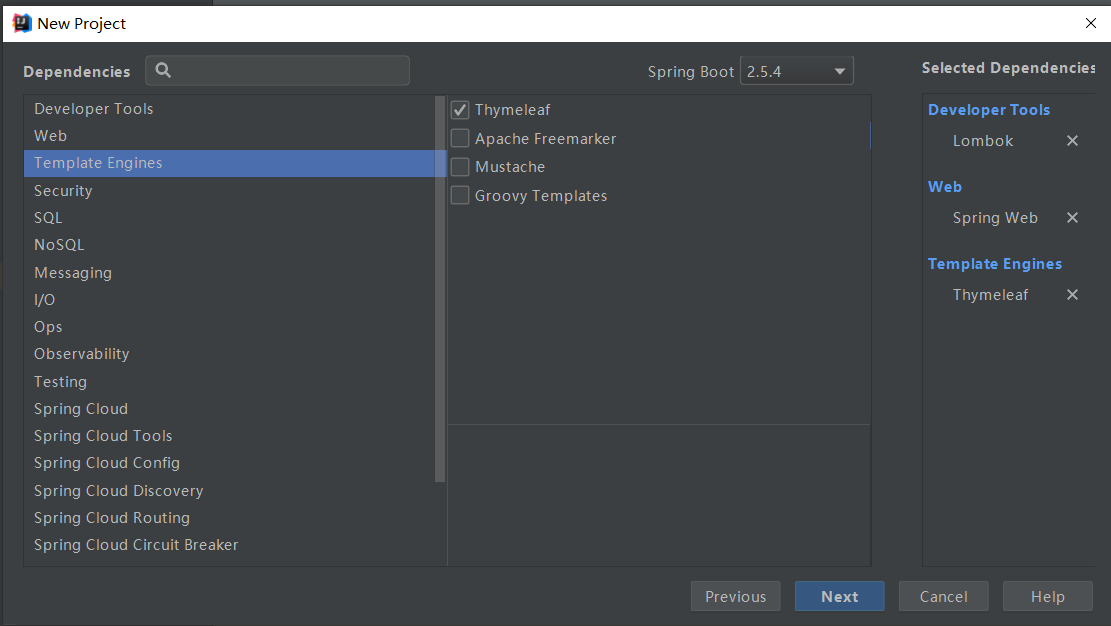 New Project
Dependencies
Spring Boot 2.5.4
Developer Tools
Web
Template Engines
Security
SQL
NoSQL
Messaging
I/O
Ops
Observability
Testing
Spring Cloud
Spring Cloud Tools
Spring Cloud Config
Spring Cloud Discovery
Spring Cloud Routing
Spring Cloud Circuit Breaker
Thymeleaf
Apache Freemarker
Mustache
Groovy Templates
Selected Dependencies
Developer Tools
Lombok
Web
Spring Web
Template Engines
Thymeleaf
Previous
Next
Cancel
Help